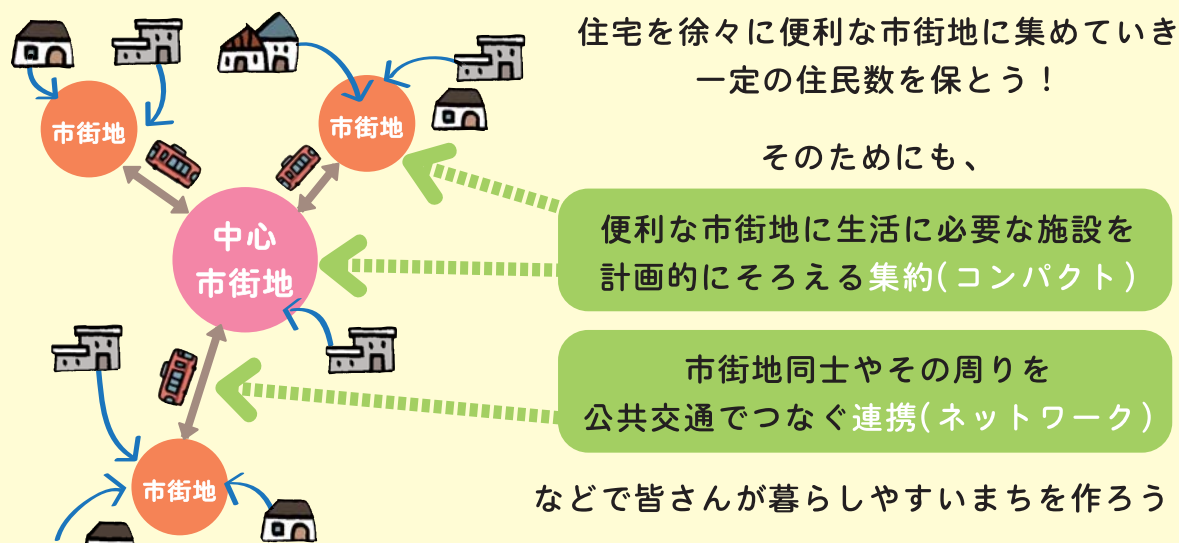 住宅を徐々に便利な市街地に集めていき
一定の住民数を保とう！
そのためにも、
便利な市街地に生活に必要な施設を
計画的にそろえる集約(コンパクト)
市街地同士やその周りを
公共交通でつなぐ連携(ネットワーク)
などで皆さんが暮らしやすいまちを作ろう
市街地
市街地
中心
市街地
市街地